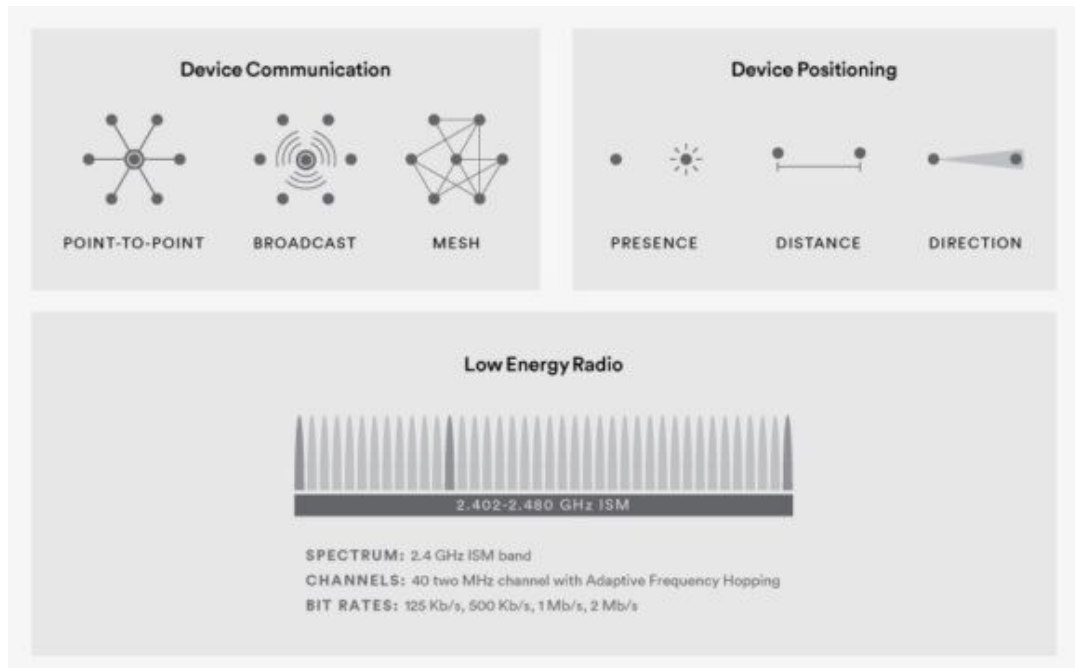 Device Communication
POINT-TO-POINT
BROADCAST
MESH
Device Positioning
PRESENCE
DISTANCE
DIRECTION
Low Energy Radio
2.402-2.480 GHz ISM
SPECTRUM: 2.4 GHz ISM band
CHANNELS: 40 two MHz channel with Adaptive Frequency Hopping
BIT RATES: 125 Kb/s, 500 Kb/s, 1 Mb/s, 2 Mb/s